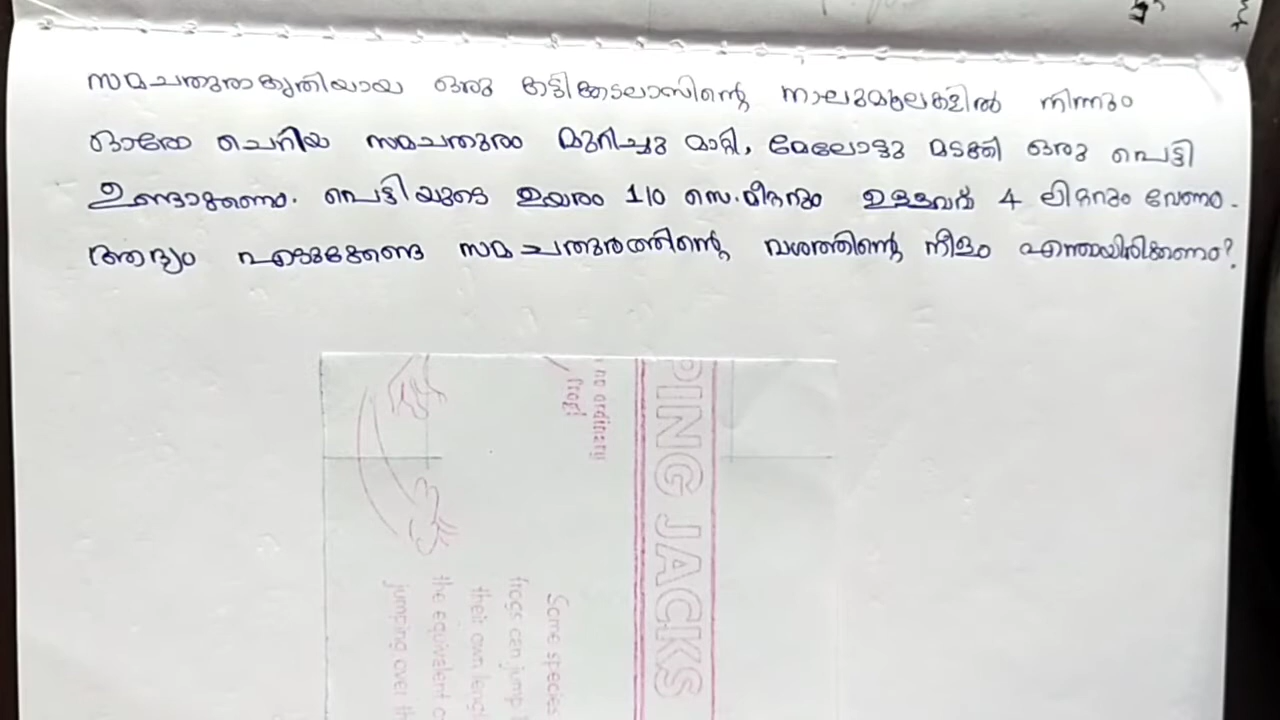 സമചതുരാകൃതിയായ ഒരു കട്ടിക്കടലാസിന്റെ നാലുമൂലകളിൽ നിന്നും
ഓരോ ചെറിയ സമചതുരം മുറിച്ചു മാറ്റി, മേലോട്ടു മടക്കി ഒരു പെട്ടി
ഉണ്ടാക്കണം. പെട്ടിയുടെ ഉയരം 10 സെ.മീറ്ററും ഉള്ളളവ് 4 ലിറ്ററും വേണം.
ആദ്യം എടുക്കേണ്ട സമചതുരത്തിന്റെ വശത്തിന്റെ നീളം എന്തായിരിക്കണം?
PING JACKS
no ordinary
frog!
Some species
frogs can jump
their own leng
the equivalent o
jumping over th